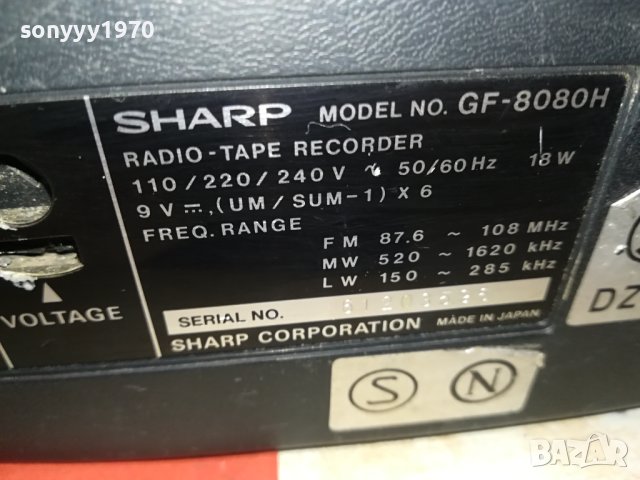 sonyyy1970
SHARP MODEL NO. GF-8080H
RADIO-TAPE RECORDER
110/220/240 V ~ 50/60Hz 18W
9 V ⎓, (UM/SUM-1) X 6
FREQ. RANGE
FM 87.6 ~ 108 MHz
MW 520 ~ 1620 kHz
LW 150 ~ 285 kHz
VOLTAGE
SERIAL NO.
SHARP CORPORATION MADE IN JAPAN
DZ
S N
BAZAR